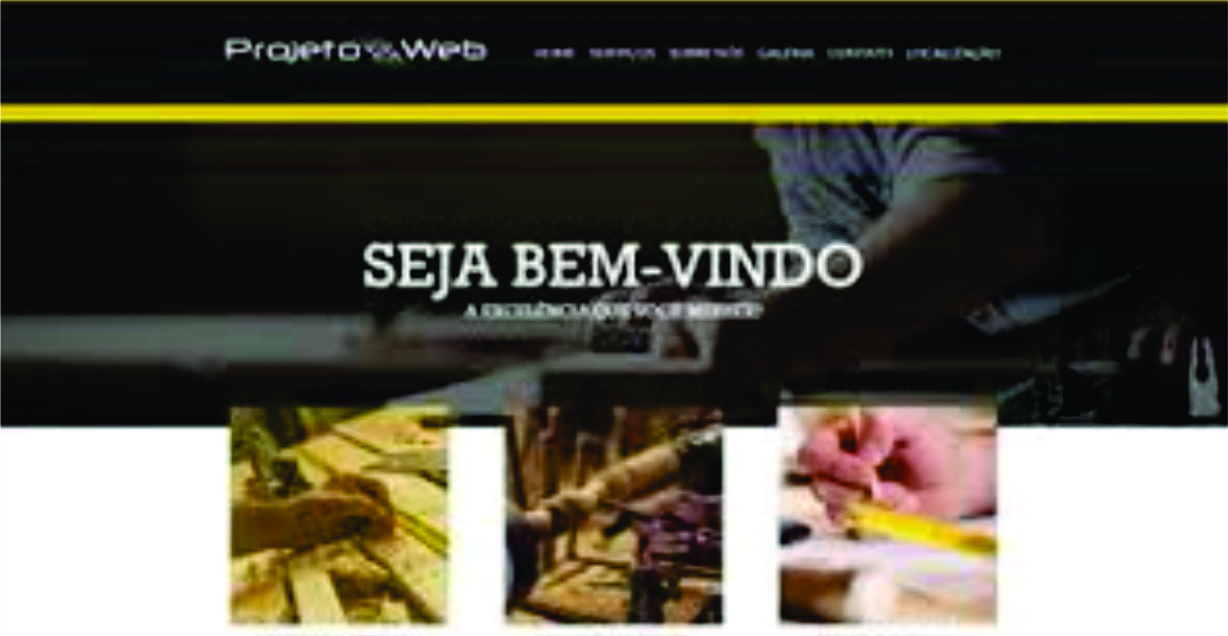 Projeto Web
HOME SERVIÇOS SOBRE NÓS GALERIA CONTATO LOCALIZAÇÃO
SEJA BEM-VINDO
A EXCELÊNCIA QUE VOCÊ MERECE!